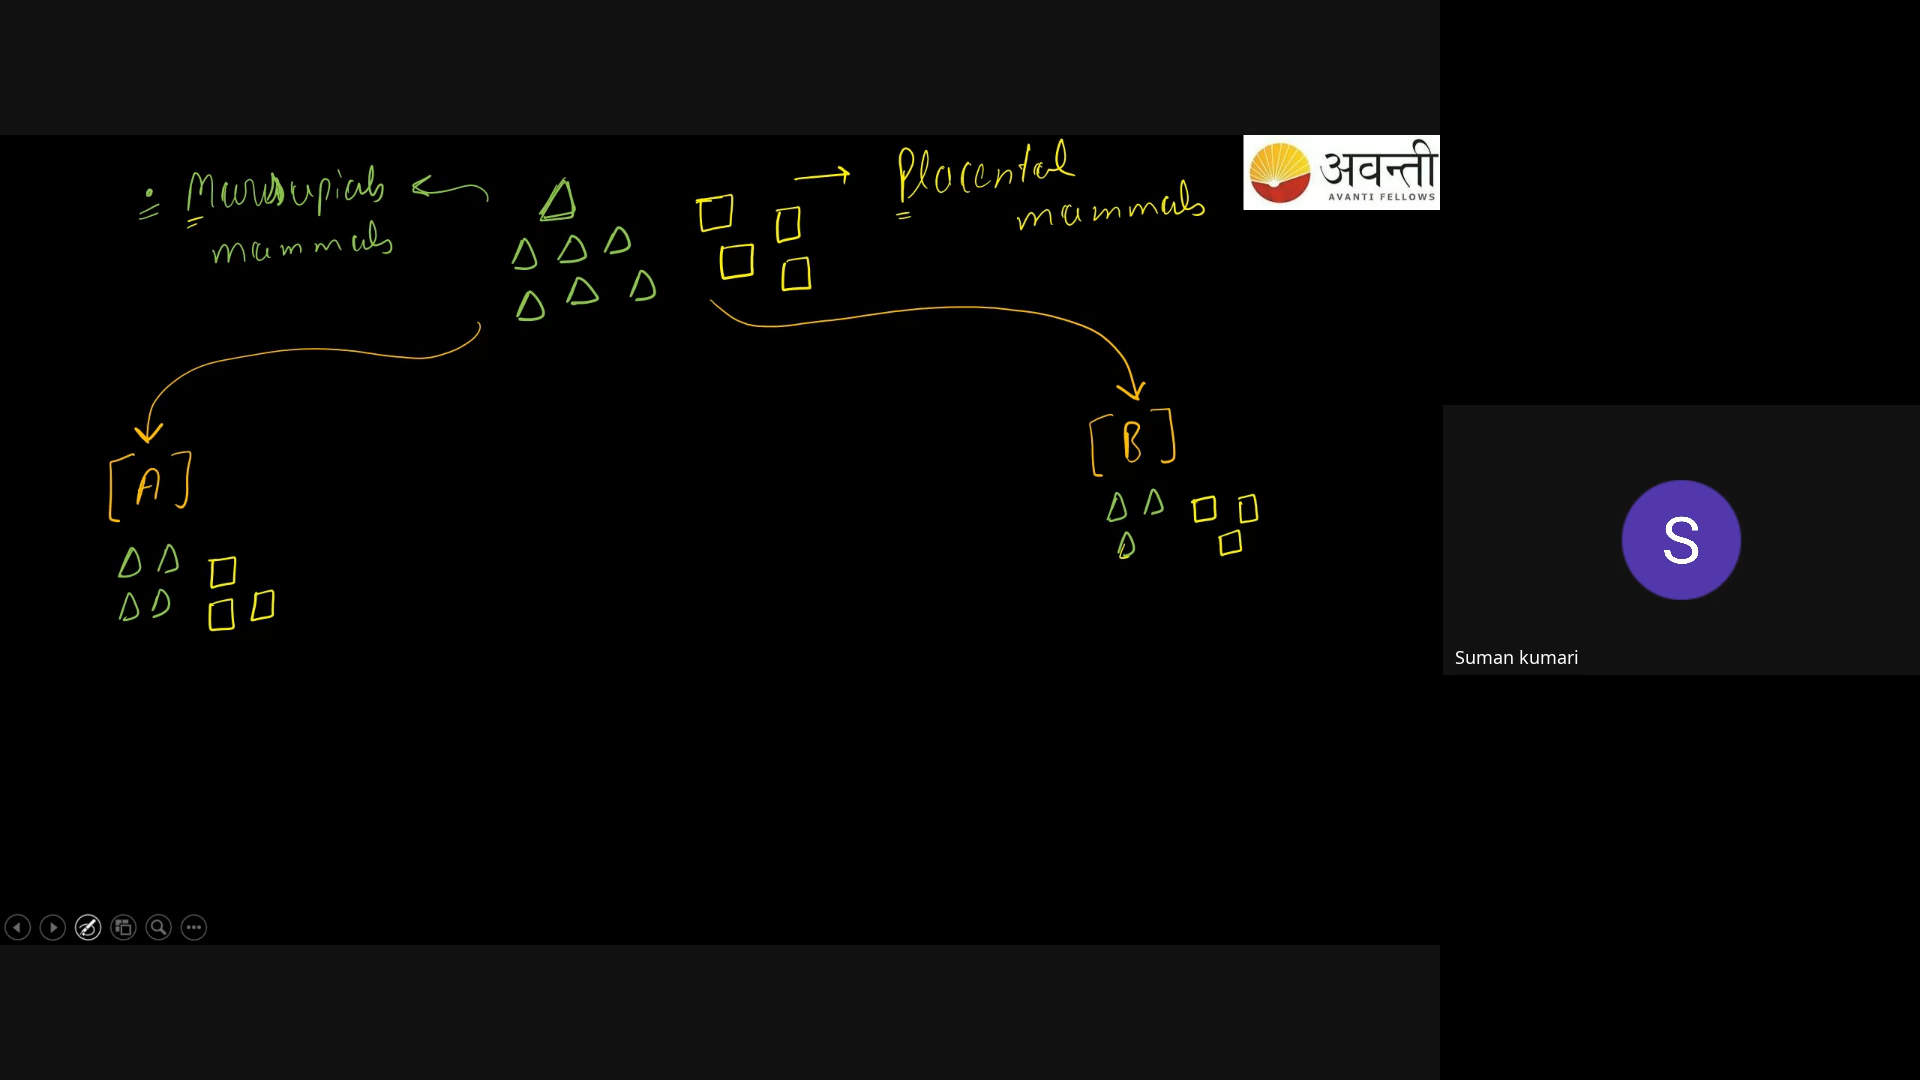 Marsupials
mammals
Placental
mammals
अवन्ती
AVANTI FELLOWS
[A]
[B]
S
Suman kumari